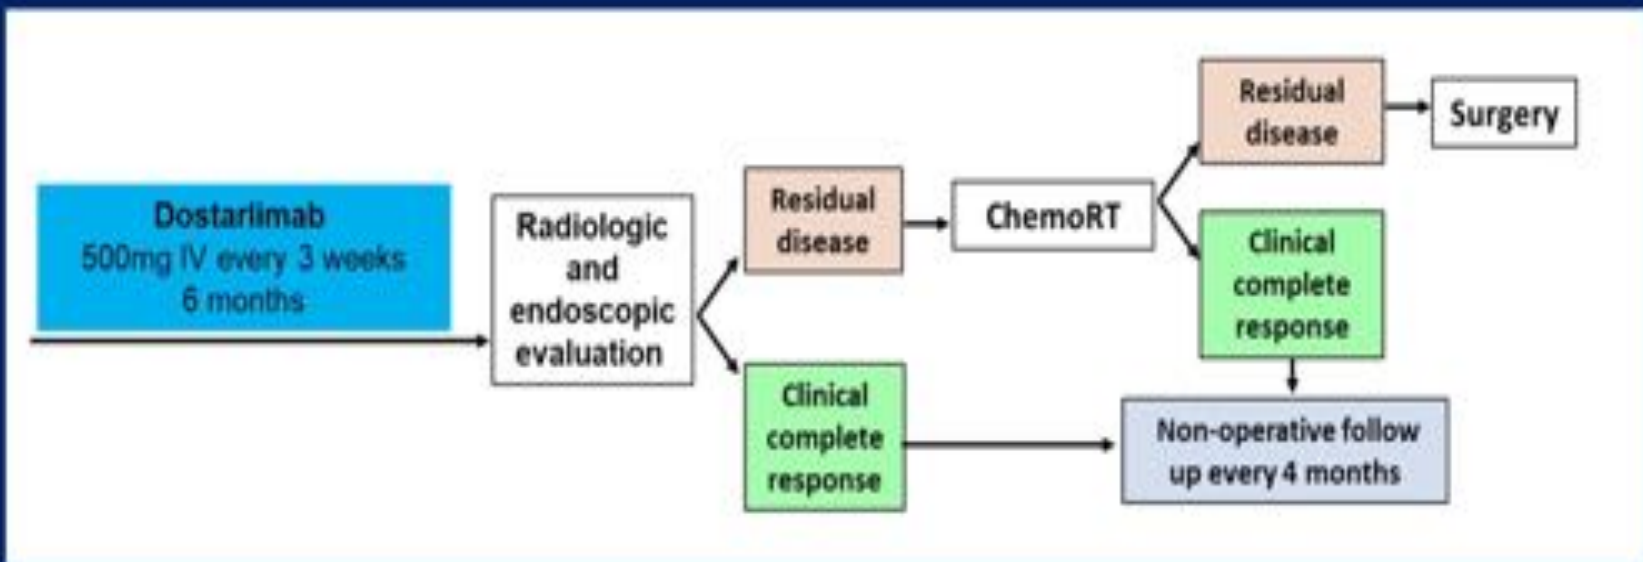 Dostarlimab
500mg IV every 3 weeks
6 months
Radiologic
and
endoscopic
evaluation
Residual
disease
Clinical
complete
response
ChemoRT
Residual
disease
Clinical
complete
response
Surgery
Non-operative follow
up every 4 months